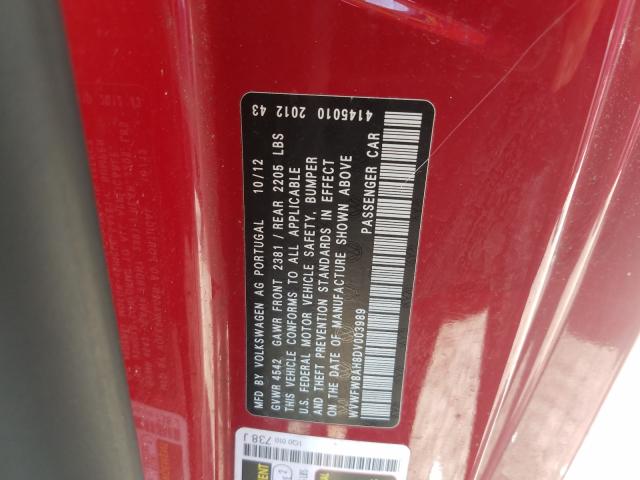 4145010 2012 43
MFD BY VOLKSWAGEN AG PORTUGAL 10/12
GVWR 4542 GAWR FRONT 2381 / REAR 2205 LBS
THIS VEHICLE CONFORMS TO ALL APPLICABLE
U.S. FEDERAL MOTOR VEHICLE SAFETY, BUMPER
AND THEFT PREVENTION STANDARDS IN EFFECT
ON THE DATE OF MANUFACTURE SHOWN ABOVE
WVWFW8AH8DV003989 PASSENGER CAR
1Q0 010 738 J